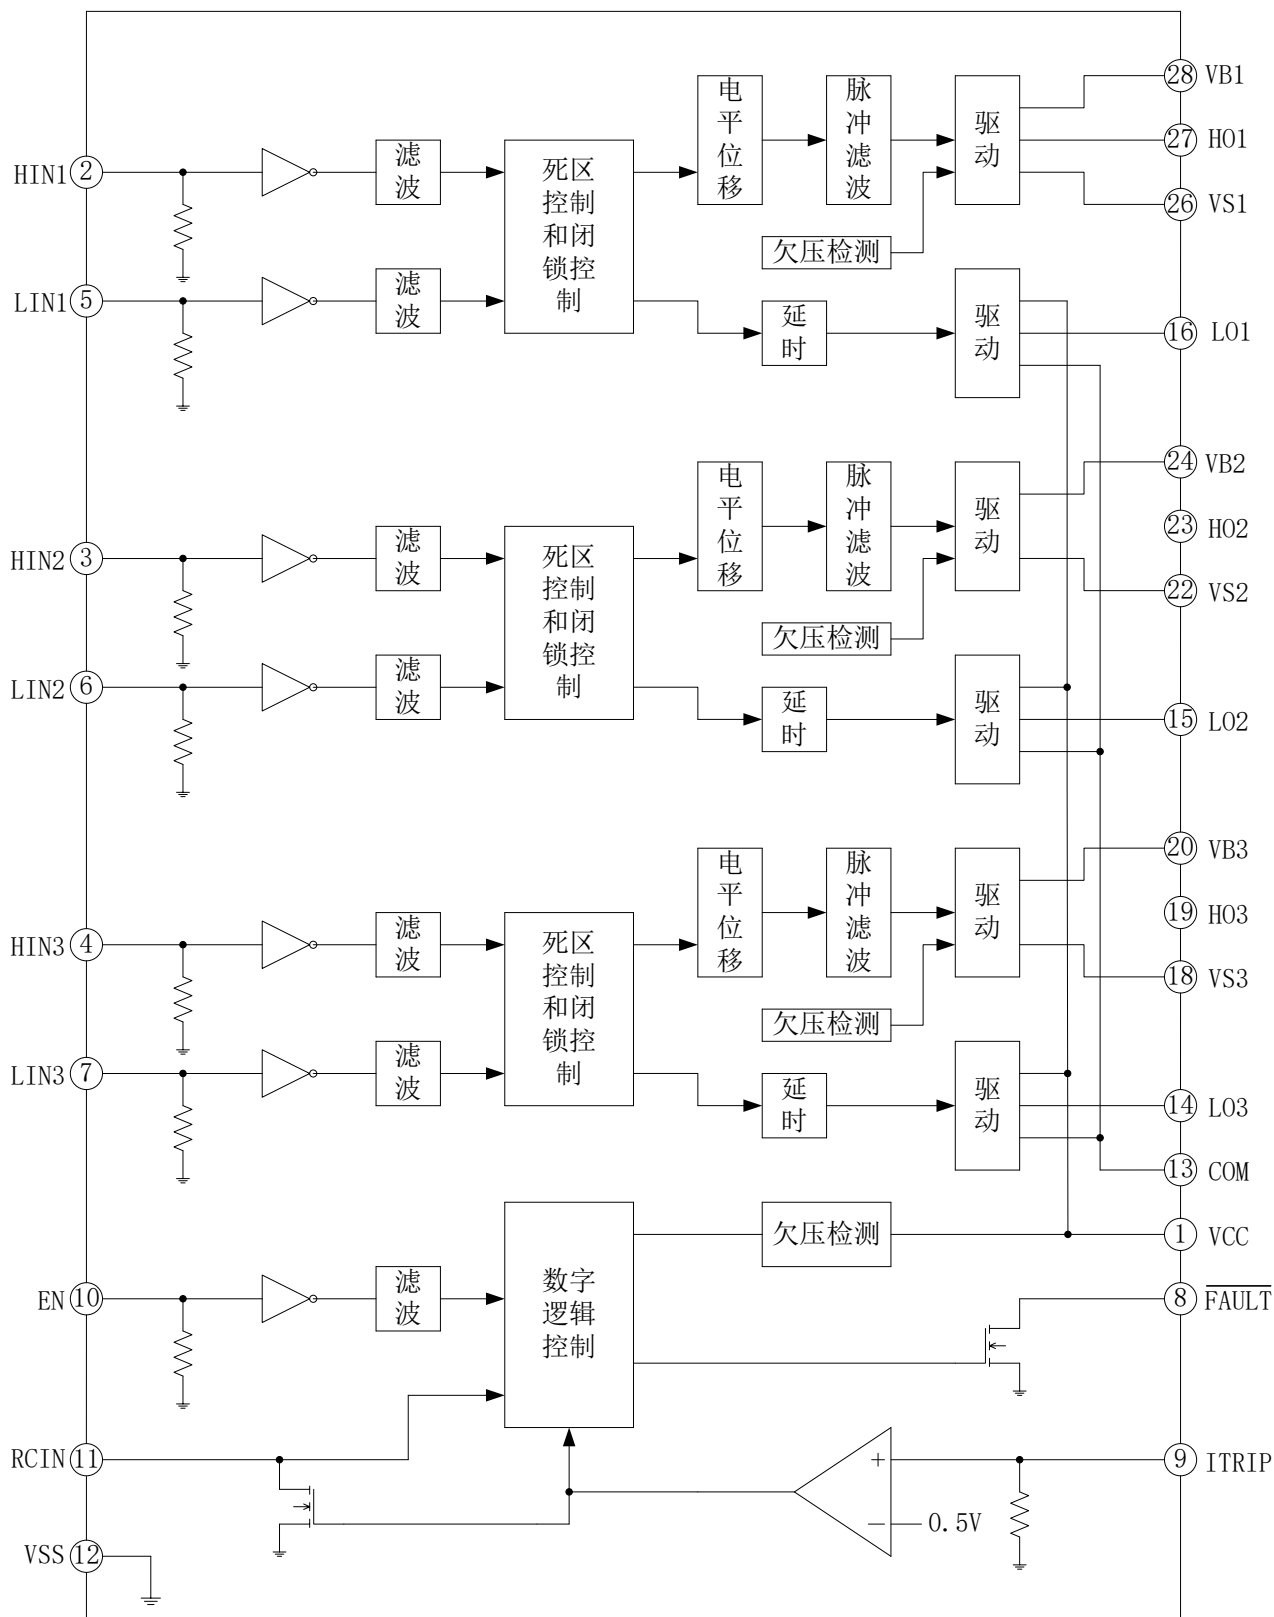 电
平
位
移
脉
冲
滤
波
驱
动
28 VB1
27 HO1
26 VS1
HIN1 2
滤
波
死区
控制
和闭
锁控
制
欠压检测
LIN1 5
滤
波
延
时
驱
动
16 LO1
电
平
位
移
脉
冲
滤
波
驱
动
24 VB2
23 HO2
22 VS2
HIN2 3
滤
波
死区
控制
和闭
锁控
制
欠压检测
LIN2 6
滤
波
延
时
驱
动
15 LO2
电
平
位
移
脉
冲
滤
波
驱
动
20 VB3
19 HO3
18 VS3
HIN3 4
滤
波
死区
控制
和闭
锁控
制
欠压检测
LIN3 7
滤
波
延
时
驱
动
14 LO3
13 COM
欠压检测
1 VCC
EN 10
滤
波
数字
逻辑
控制
8 FAULT
RCIN 11
+
9 ITRIP
− 0.5V
VSS 12